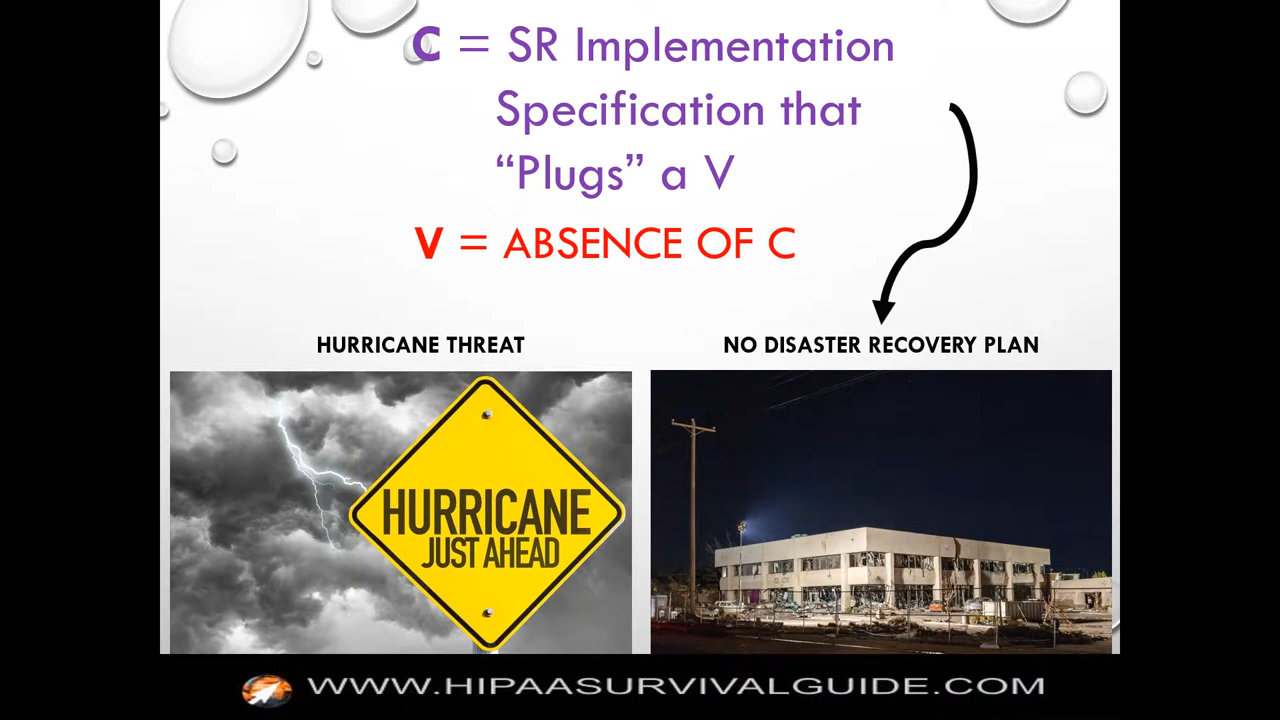 C = SR Implementation
Specification that
“Plugs” a V
V = ABSENCE OF C
HURRICANE THREAT
NO DISASTER RECOVERY PLAN
HURRICANE
JUST AHEAD
WWW.HIPAASURVIVALGUIDE.COM